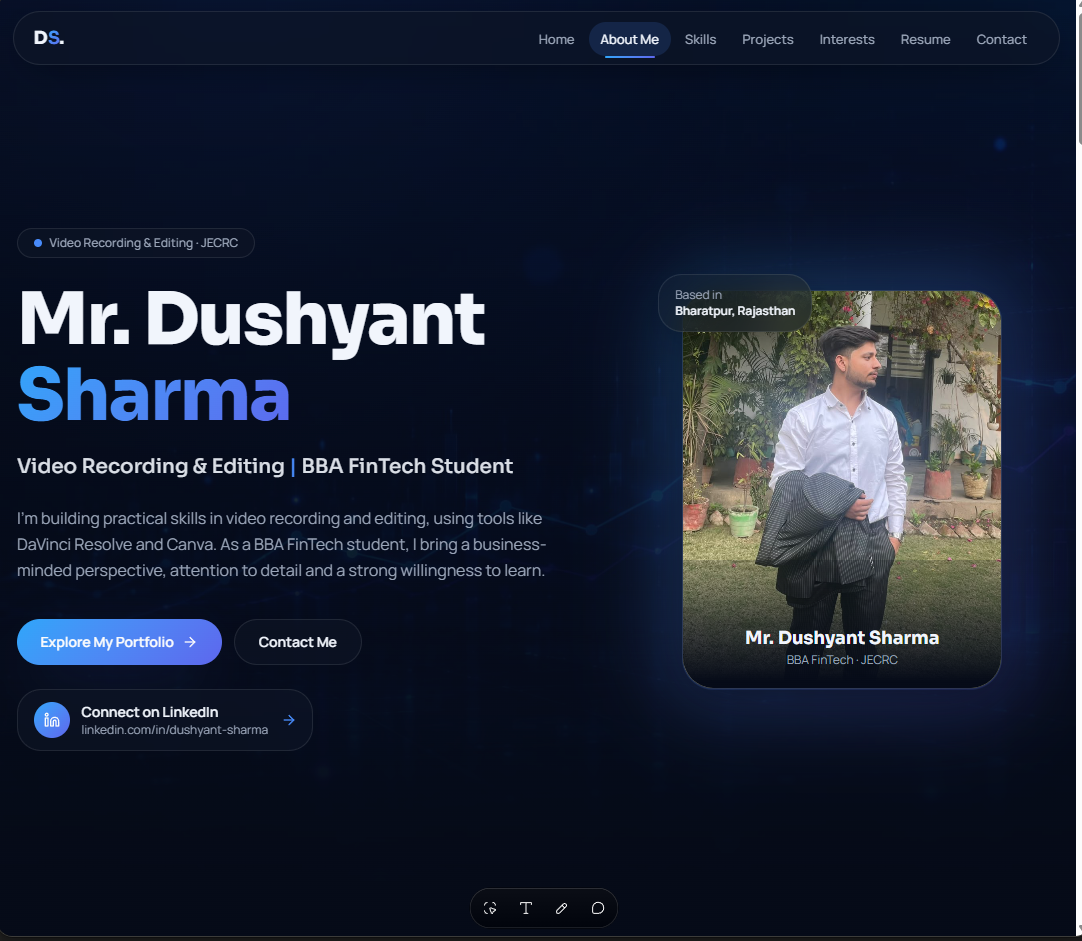 DS.
Home About Me Skills Projects Interests Resume Contact
Video Recording & Editing · JECRC
Mr. Dushyant
Sharma
Video Recording & Editing | BBA FinTech Student
I'm building practical skills in video recording and editing, using tools like
DaVinci Resolve and Canva. As a BBA FinTech student, I bring a business-
minded perspective, attention to detail and a strong willingness to learn.
Explore My Portfolio →
Contact Me
in
Connect on LinkedIn
linkedin.com/in/dushyant-sharma →
Based in
Bharatpur, Rajasthan
Mr. Dushyant Sharma
BBA FinTech · JECRC
T